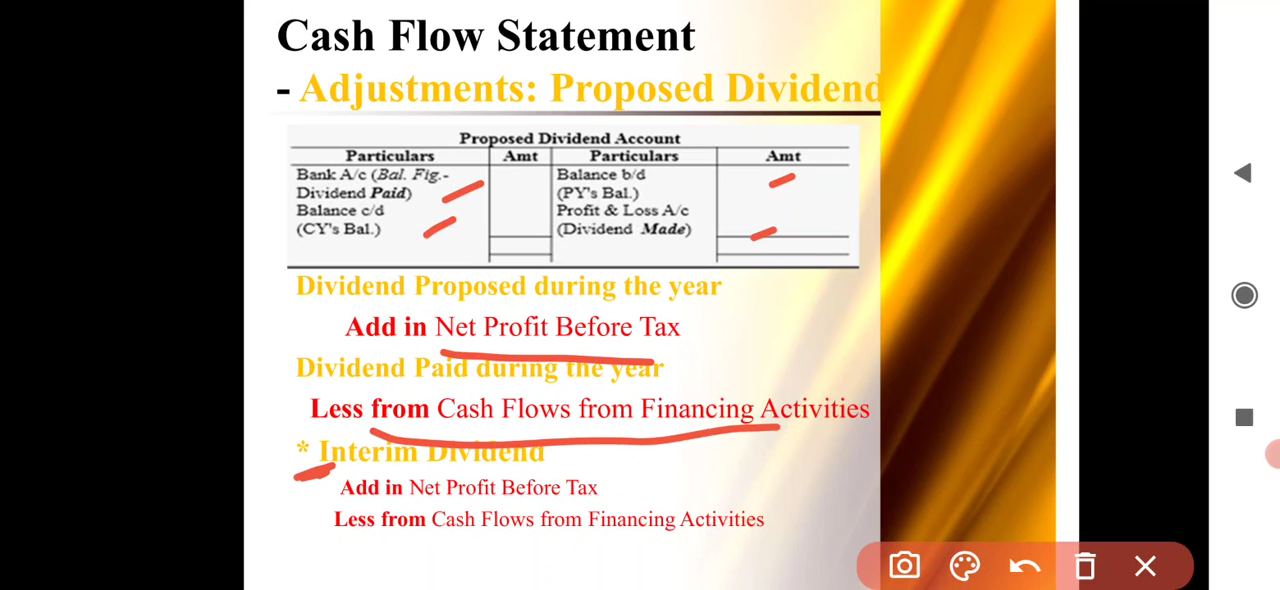 Cash Flow Statement
- Adjustments: Proposed Dividend
Proposed Dividend Account
Particulars Amt Particulars Amt
Bank A/c (Bal. Fig.- Balance b/d
Dividend Paid) (PY's Bal.)
Balance c/d Profit & Loss A/c
(CY's Bal.) (Dividend Made)
Dividend Proposed during the year
Add in Net Profit Before Tax
Dividend Paid during the year
Less from Cash Flows from Financing Activities
* Interim Dividend
Add in Net Profit Before Tax
Less from Cash Flows from Financing Activities